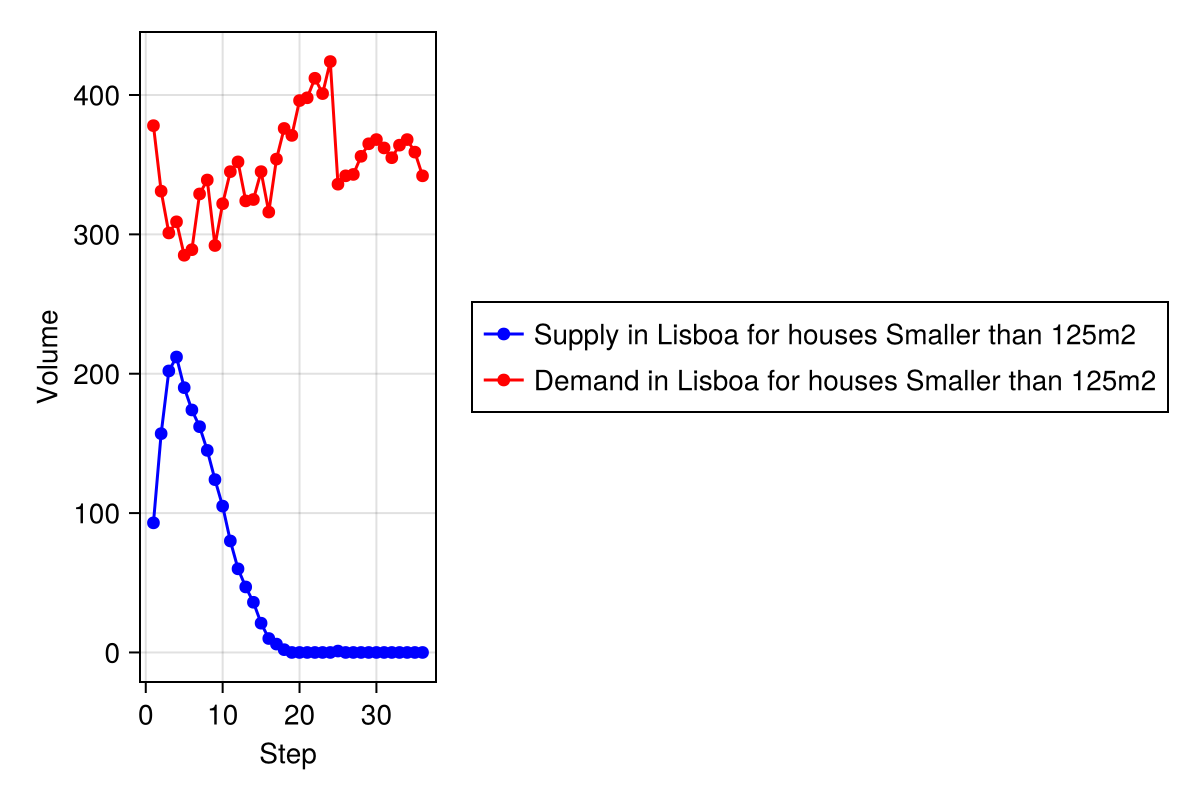 400
300
200
100
0
Volume
0 10 20 30
Step
Supply in Lisboa for houses Smaller than 125m2
Demand in Lisboa for houses Smaller than 125m2